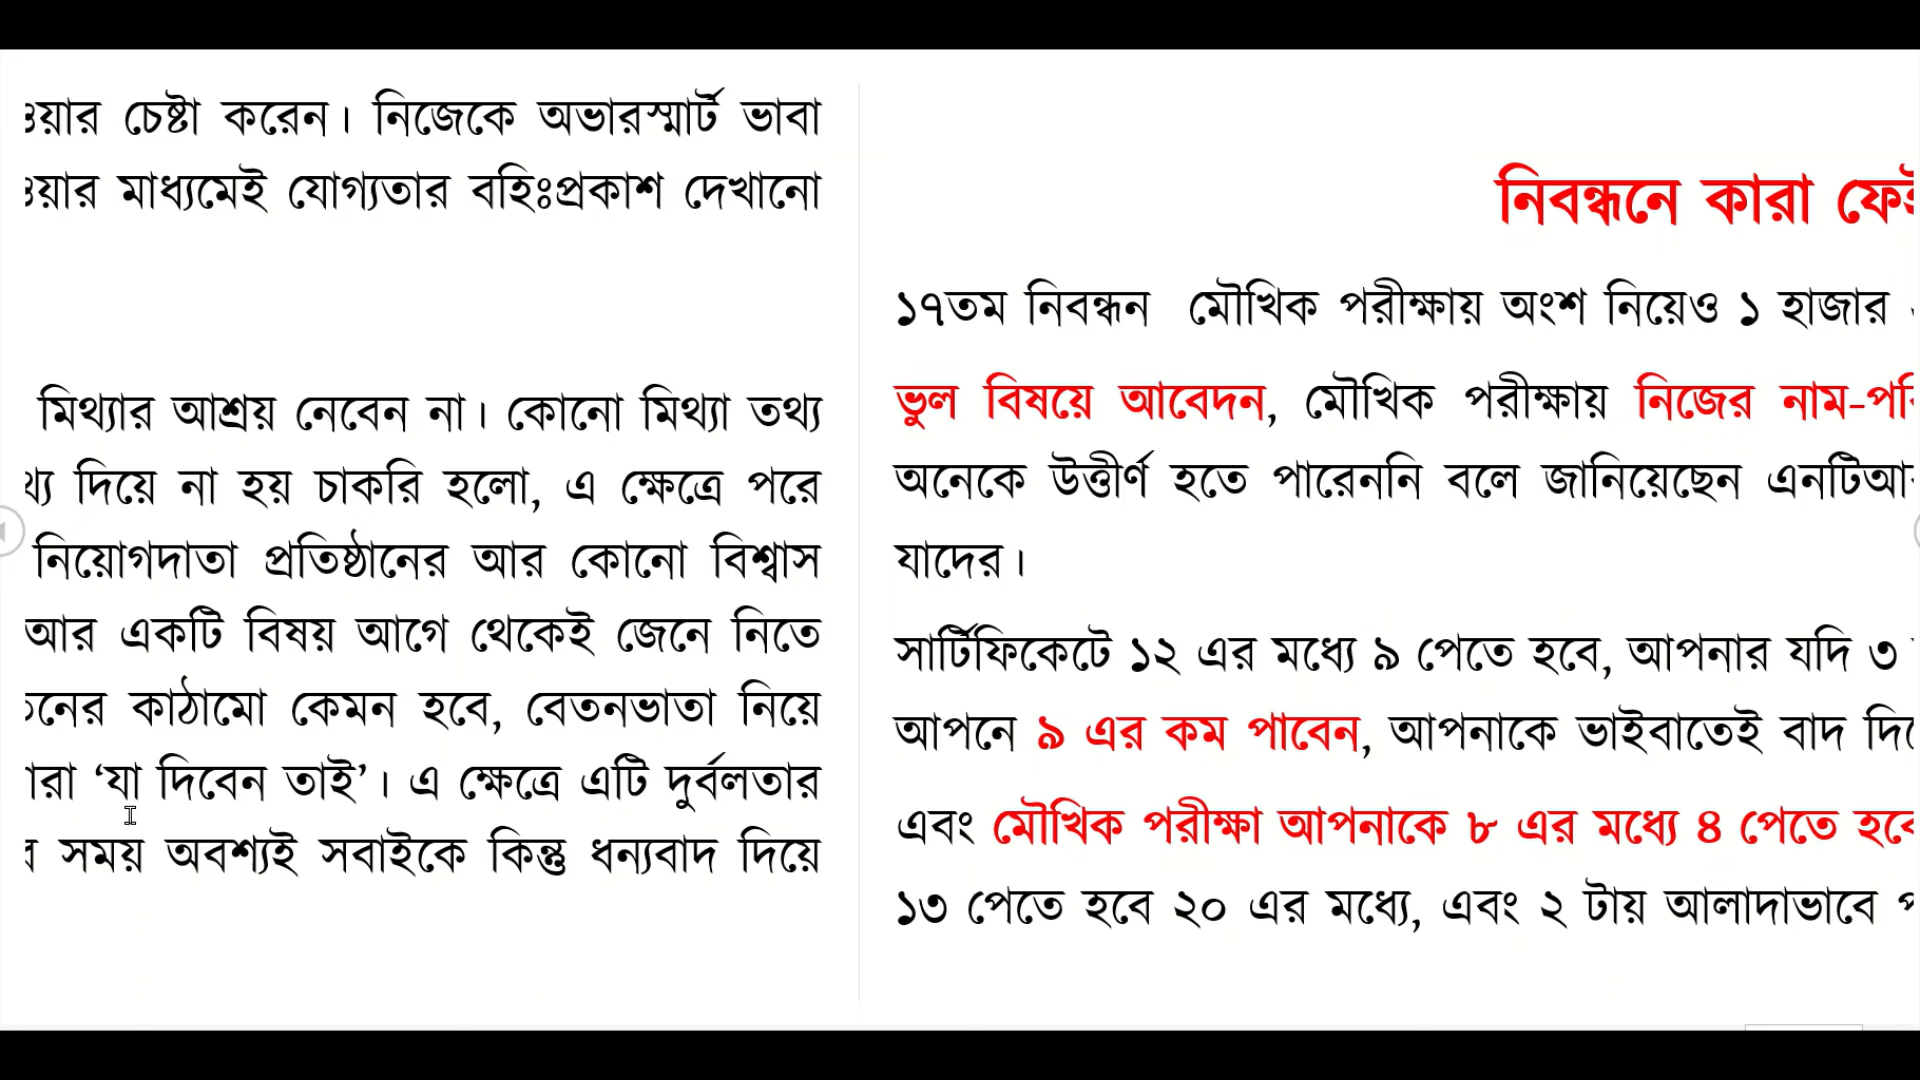 চেষ্টা করেন। নিজেকে অভারস্মার্ট ভাবা
মাধ্যমেই যোগ্যতার বহিঃপ্রকাশ দেখানো
মিথ্যার আশ্রয় নেবেন না। কোনো মিথ্যা তথ্য
দিয়ে না হয় চাকরি হলো, এ ক্ষেত্রে পরে
নিয়োগদাতা প্রতিষ্ঠানের আর কোনো বিশ্বাস
আর একটি বিষয় আগে থেকেই জেনে নিতে
কাঠামো কেমন হবে, বেতনভাতা নিয়ে
‘যা দিবেন তাই’। এ ক্ষেত্রে এটি দুর্বলতার
সময় অবশ্যই সবাইকে কিন্তু ধন্যবাদ দিয়ে
নিবন্ধনে কারা
১৭তম নিবন্ধন মৌখিক পরীক্ষায় অংশ নিয়েও ১ হাজার
ভুল বিষয়ে আবেদন, মৌখিক পরীক্ষায় নিজের
অনেকে উত্তীর্ণ হতে পারেননি বলে জানিয়েছেন
যাদের।
সার্টিফিকেটে ১২ এর মধ্যে ৯ পেতে হবে, আপনার যদি ৩
আপনে ৯ এর কম পাবেন, আপনাকে ভাইবাতেই বাদ
এবং মৌখিক পরীক্ষা আপনাকে ৮ এর মধ্যে ৪ পেতে হবে
১৩ পেতে হবে ২০ এর মধ্যে, এবং ২ টায় আলাদাভাবে